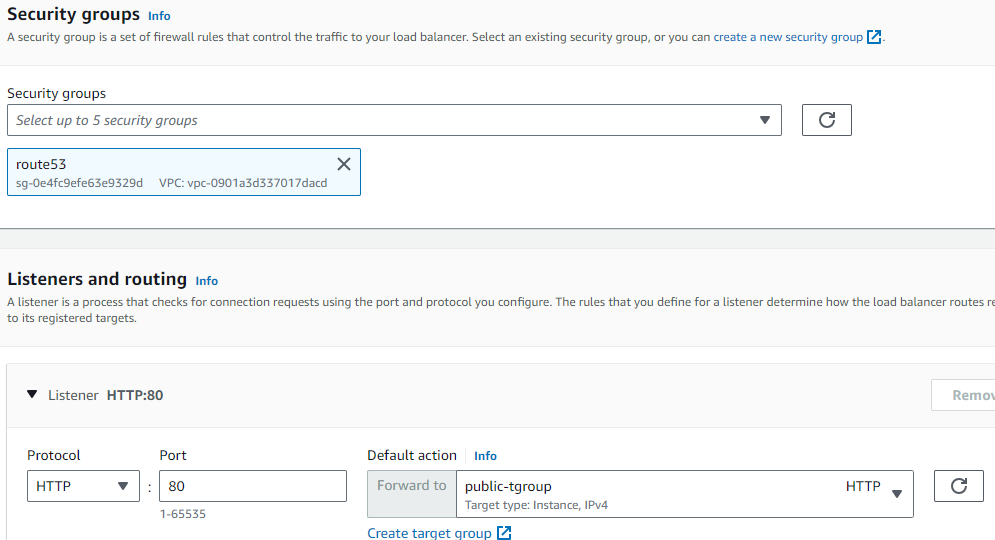 Security groups Info
A security group is a set of firewall rules that control the traffic to your load balancer. Select an existing security group, or you can create a new security group.
Security groups
Select up to 5 security groups
route53
sg-0e4fc9efe63e9329d VPC: vpc-0901a3d337017dacd
Listeners and routing Info
A listener is a process that checks for connection requests using the port and protocol you configure. The rules that you define for a listener determine how the load balancer routes
to its registered targets.
Listener HTTP:80
Protocol Port Default action Info
HTTP : 80 Forward to public-tgroup HTTP
Target type: Instance, IPv4
1-65535
Create target group